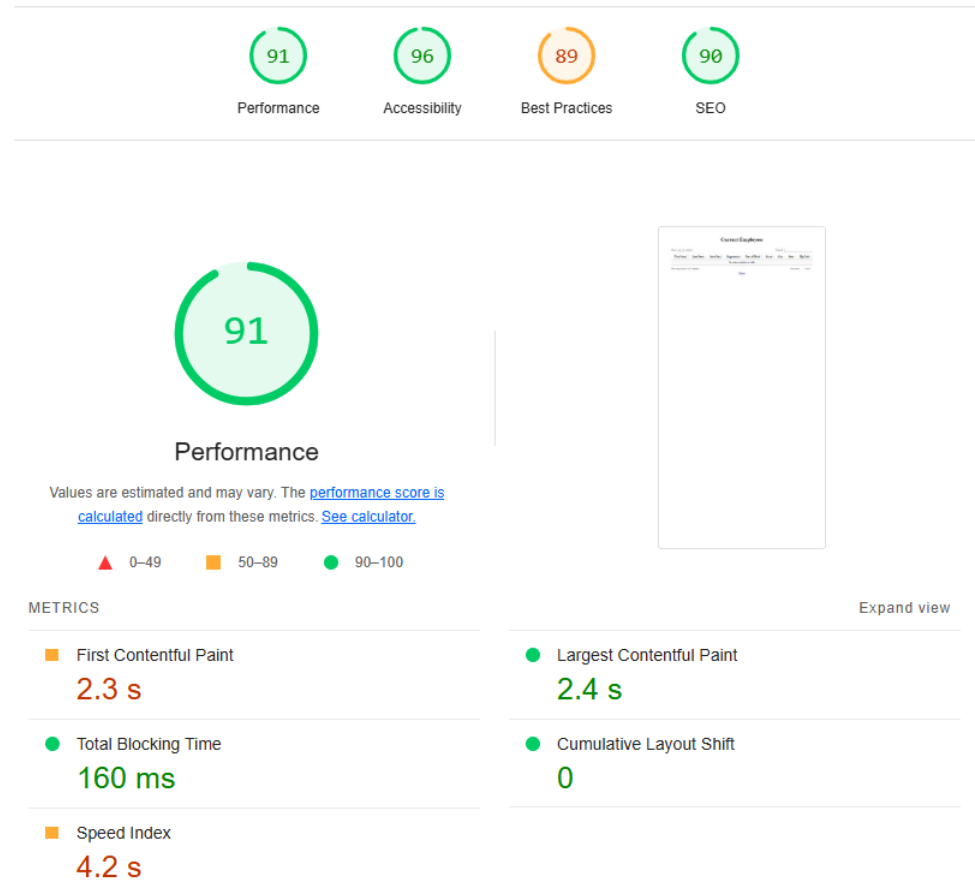 91
96
89
90
Performance
Accessibility
Best Practices
SEO
91
Performance
Values are estimated and may vary. The performance score is
calculated directly from these metrics. See calculator.
0–49
50–89
90–100
Current Employees
METRICS
Expand view
First Contentful Paint
2.3 s
Largest Contentful Paint
2.4 s
Total Blocking Time
160 ms
Cumulative Layout Shift
0
Speed Index
4.2 s